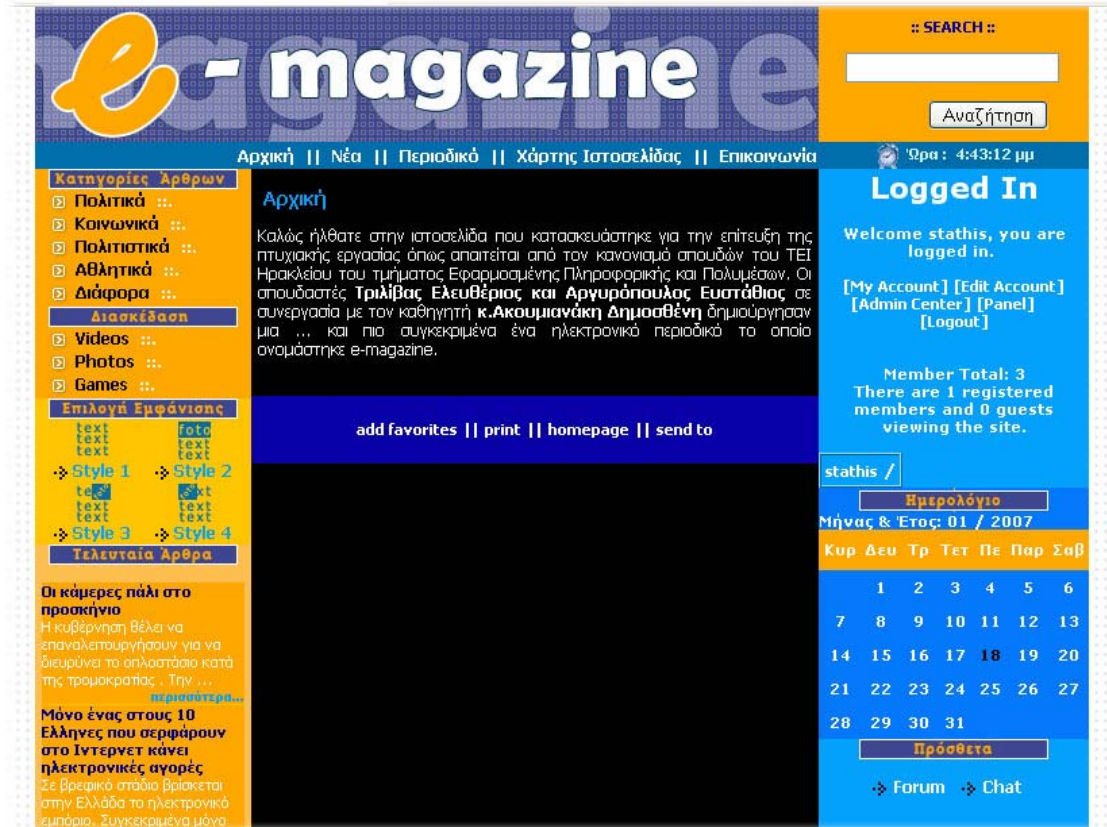 e - magazine
:: SEARCH ::
Αναζήτηση
Αρχική || Νέα || Περιοδικό || Χάρτης Ιστοσελίδας || Επικοινωνία
Ώρα : 4:43:12 μμ
Κατηγορίες Άρθρων
Πολιτικά ::.
Κοινωνικά ::.
Πολιτιστικά ::.
Αθλητικά ::.
Διάφορα ::.
Διασκέδαση
Videos ::.
Photos ::.
Games ::.
Επιλογή Εμφάνισης
text foto
text text
text text
Style 1 Style 2
text text
text text
Style 3 Style 4
Τελευταία Άρθρα
Οι κάμερες πάλι στο
προσκήνιο
Η κυβέρνηση θέλει να
επαναλειτουργήσουν για να
διευρύνει το οπλοστάσιο κατά
της τρομοκρατίας . Την ...
περισσότερα...
Μόνο ένας στους 10
Ελληνες που σερφάρουν
στο Ιντερνετ κάνει
ηλεκτρονικές αγορές
Σε βρεφικό στάδιο βρίσκεται
στην Ελλάδα το ηλεκτρονικό
εμπόριο. Συγκεκριμένα μόνο
Αρχική
Καλώς ήλθατε στην ιστοσελίδα που κατασκευάστηκε για την επίτευξη της
πτυχιακής εργασίας όπως απαιτείται από τον κανονισμό σπουδών του ΤΕΙ
Ηρακλείου του τμήματος Εφαρμοσμένης Πληροφορικής και Πολυμέσων. Οι
σπουδαστές Τριλίβας Ελευθέριος και Αργυρόπουλος Ευστάθιος σε
συνεργασία με τον καθηγητή κ.Ακουμιανάκη Δημοσθένη δημιούργησαν
μια ... και πιο συγκεκριμένα ένα ηλεκτρονικό περιοδικό το οποίο
ονομάστηκε e-magazine.
add favorites || print || homepage || send to
Logged In
Welcome stathis, you are
logged in.
[My Account] [Edit Account]
[Admin Center] [Panel]
[Logout]
Member Total: 3
There are 1 registered
members and 0 guests
viewing the site.
stathis /
Ημερολόγιο
Μήνας & Έτος: 01 / 2007
Κυρ Δευ Τρ Τετ Πε Παρ Σαβ
1 2 3 4 5 6
7 8 9 10 11 12 13
14 15 16 17 18 19 20
21 22 23 24 25 26 27
28 29 30 31
Πρόσθετα
Forum Chat